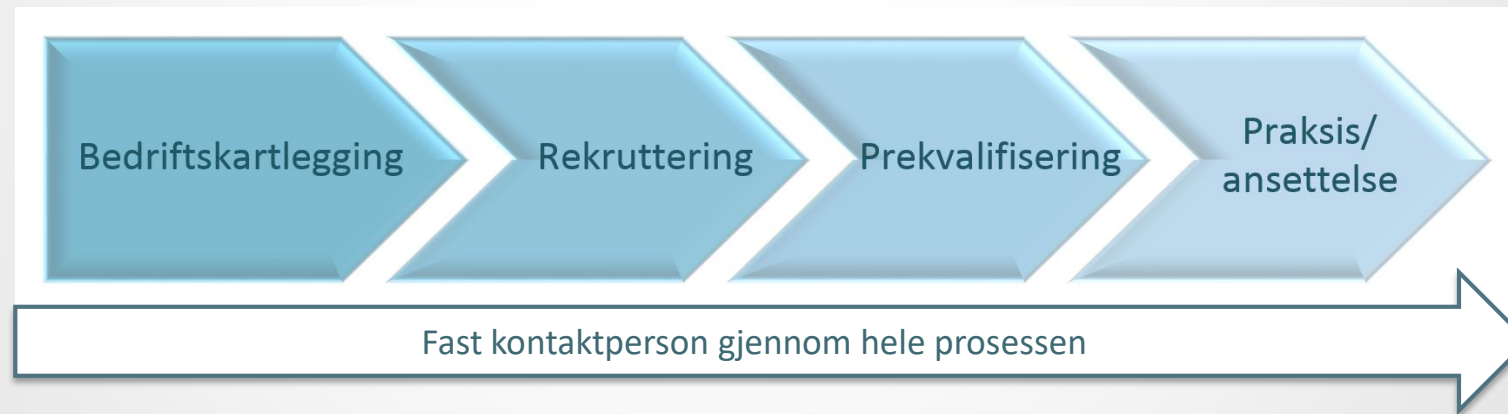 Bedriftskartlegging
Rekruttering
Prekvalifisering
Praksis/
ansettelse
Fast kontaktperson gjennom hele prosessen